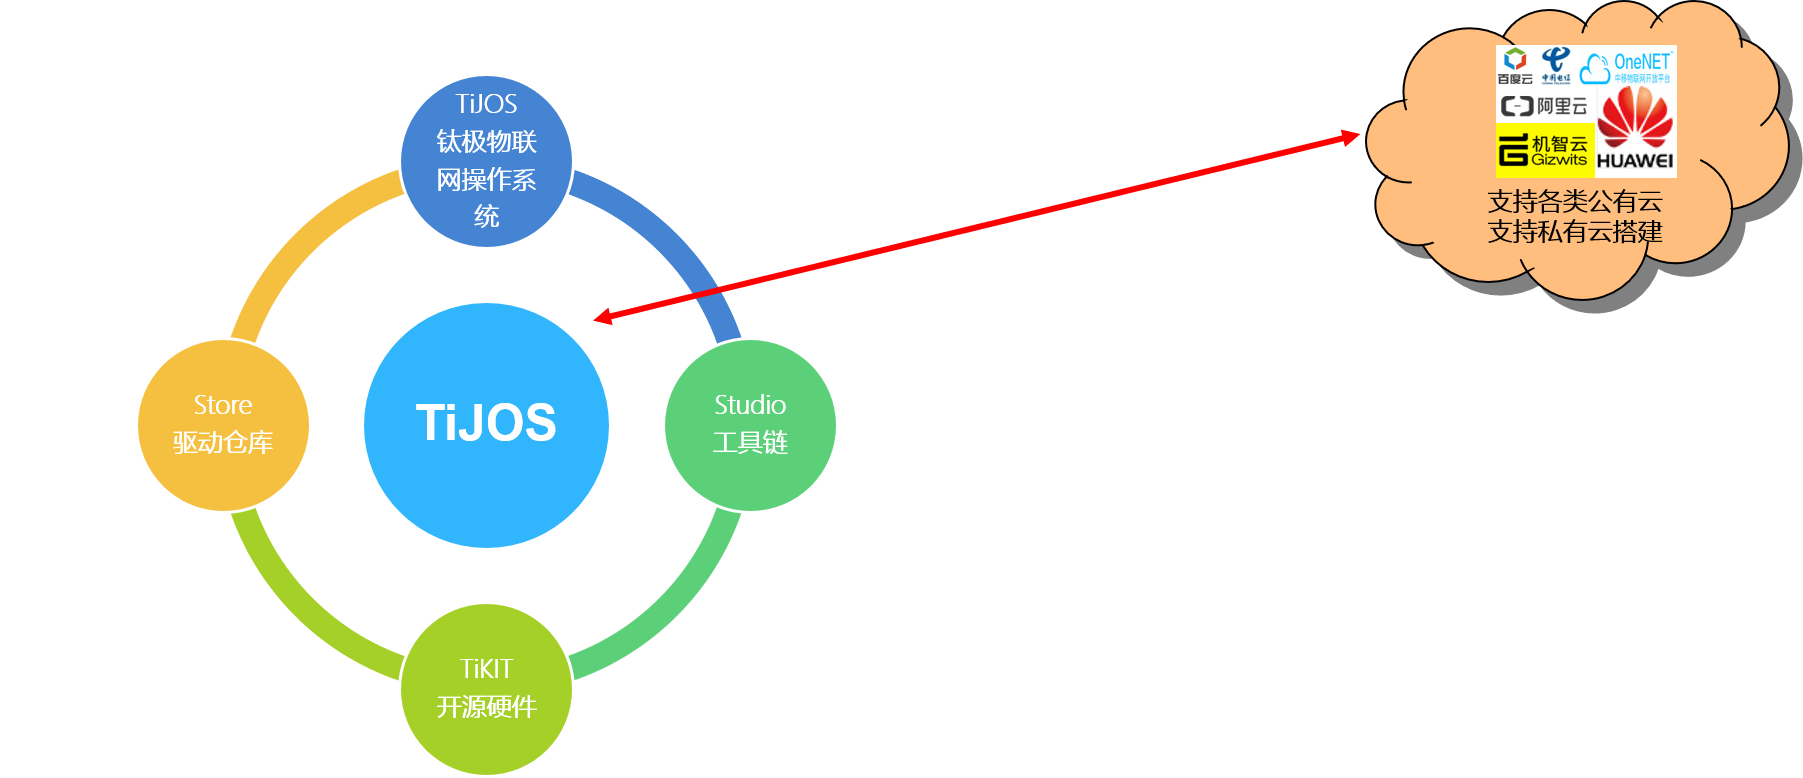 TiJOS
钛极物联
网操作系
统
TiJOS
Store
驱动仓库
Studio
工具链
TiKIT
开源硬件
百度云
中国电信
OneNET
中移物联网开放平台
阿里云
机智云
Gizwits
HUAWEI
支持各类公有云
支持私有云搭建